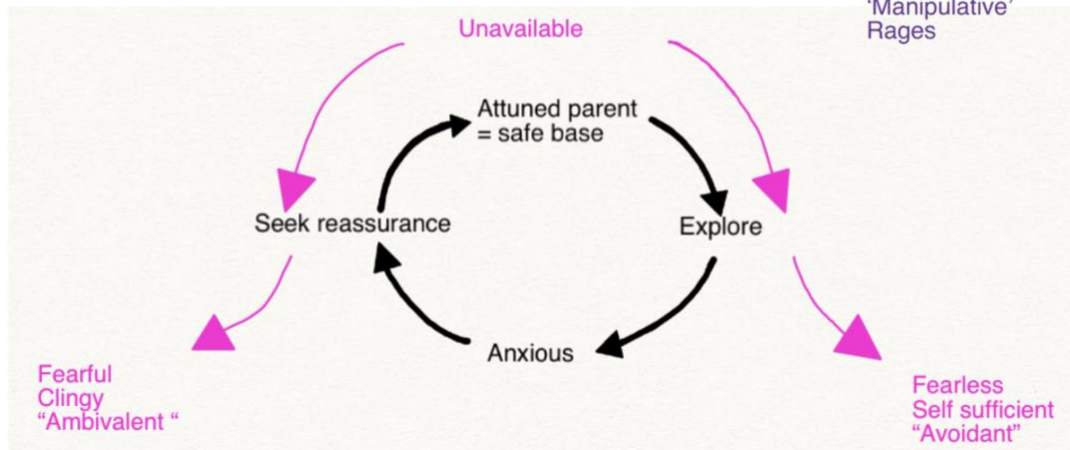 'Manipulative'
Rages
Unavailable
Attuned parent
= safe base
Seek reassurance
Explore
Anxious
Fearful
Clingy
“Ambivalent “
Fearless
Self sufficient
“Avoidant”